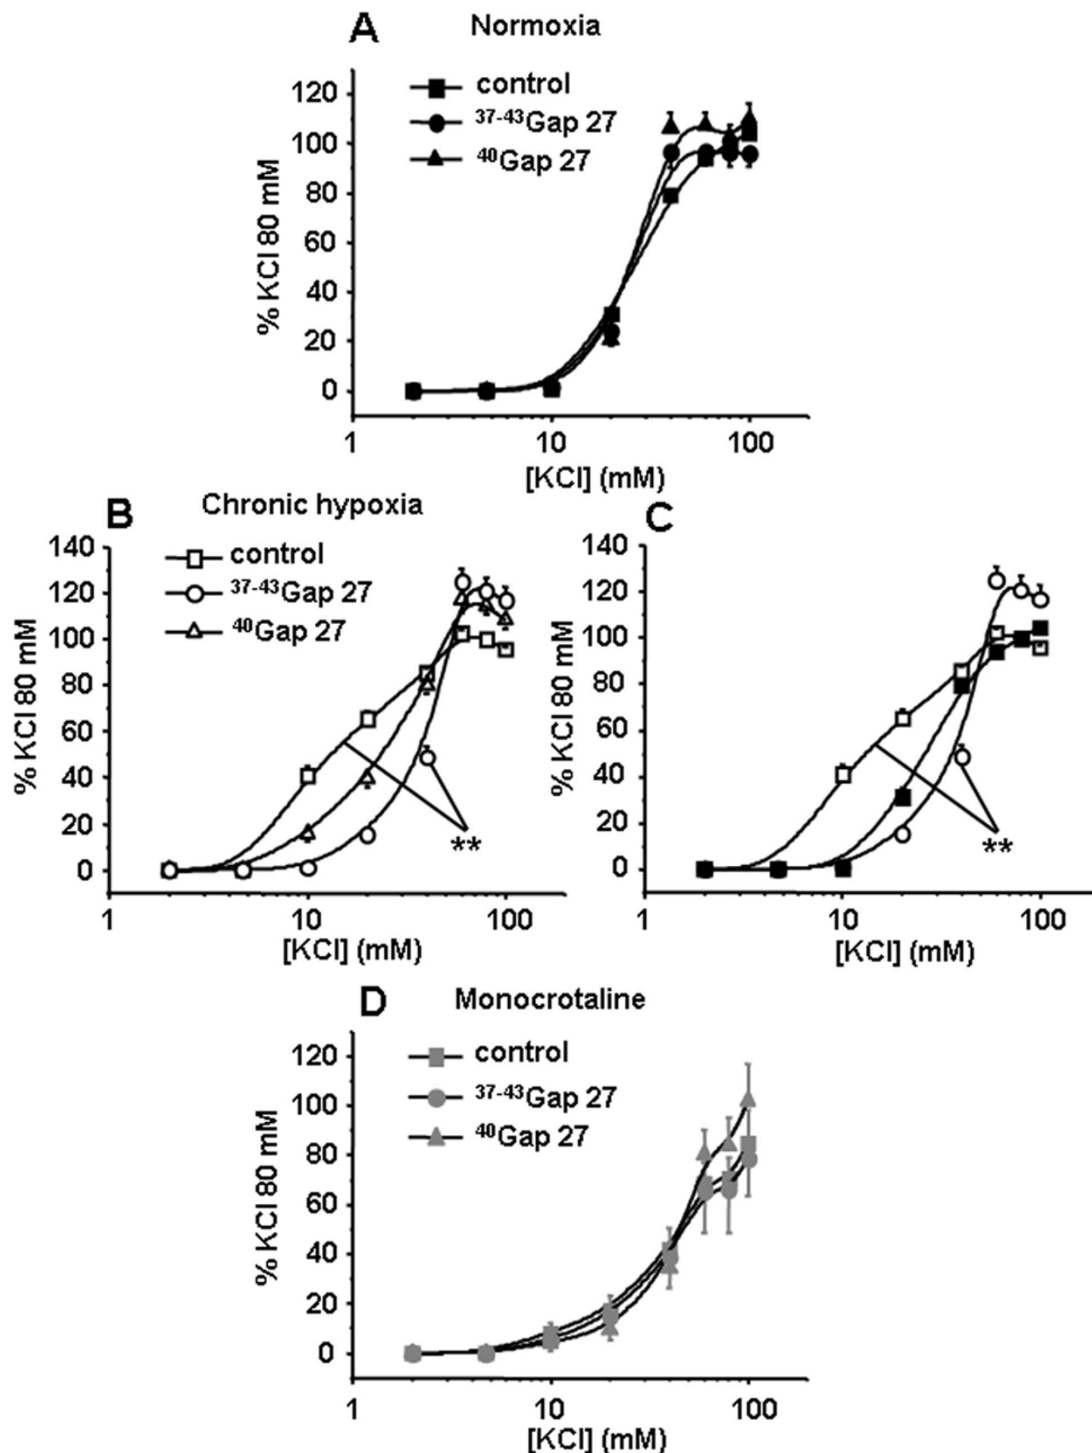 A Normoxia
control
37-43Gap 27
40Gap 27
% KCl 80 mM
120
100
80
60
40
20
0
1 10 100
[KCl] (mM)
B Chronic hypoxia
control
37-43Gap 27
40Gap 27
% KCl 80 mM
140
120
100
80
60
40
20
0
**
1 10 100
[KCl] (mM)
C
% KCl 80 mM
140
120
100
80
60
40
20
0
**
1 10 100
[KCl] (mM)
D Monocrotaline
control
37-43Gap 27
40Gap 27
% KCl 80 mM
120
100
80
60
40
20
0
1 10 100
[KCl] (mM)